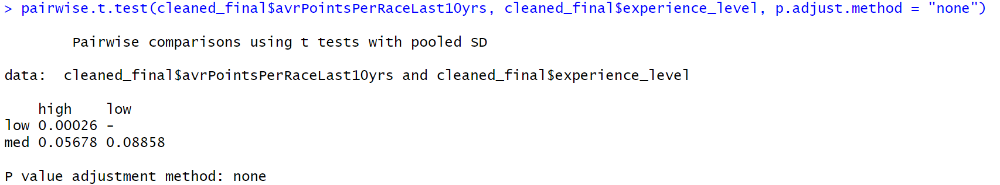 > pairwise.t.test(cleaned_final$avrPointsPerRaceLast10yrs, cleaned_final$experience_level, p.adjust.method = "none")
Pairwise comparisons using t tests with pooled SD
data:  cleaned_final$avrPointsPerRaceLast10yrs and cleaned_final$experience_level
    high    low
low 0.00026 -
med 0.05678 0.08858
P value adjustment method: none